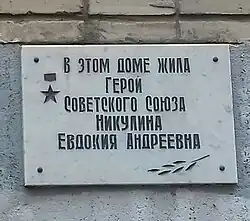 В ЭТОМ ДОМЕ ЖИЛА
ГЕРОЙ
СОВЕТСКОГО СОЮЗА
НИКУЛИНА
ЕВДОКИЯ АНДРЕЕВНА